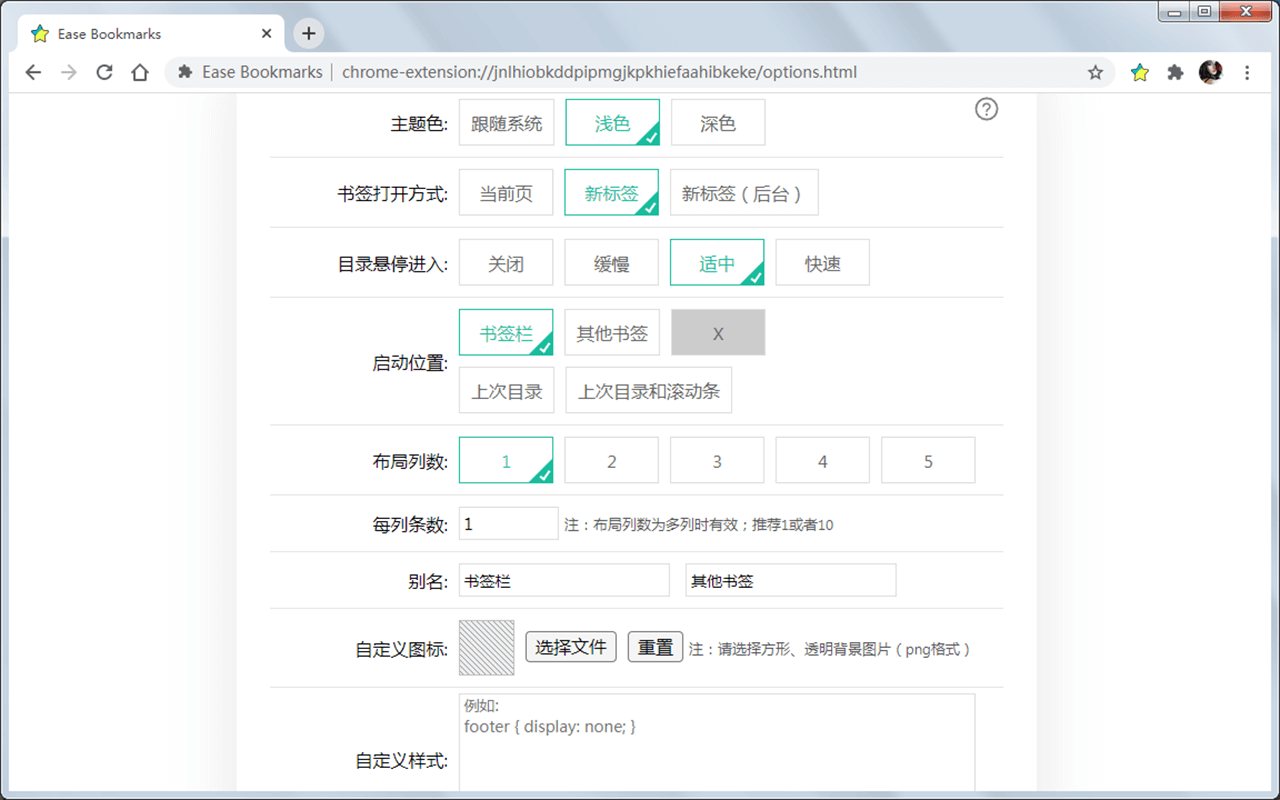 Ease Bookmarks
Ease Bookmarks | chrome-extension://jnlhiobkddpipmgjkpkhiefaahibkeke/options.html
主题色: 跟随系统 浅色 深色
书签打开方式: 当前页 新标签 新标签（后台）
目录悬停进入: 关闭 缓慢 适中 快速
启动位置: 书签栏 其他书签 X
上次目录 上次目录和滚动条
布局列数: 1 2 3 4 5
每列条数: 1 注：布局列数为多列时有效；推荐1或者10
别名: 书签栏 其他书签
自定义图标: 选择文件 重置 注：请选择方形、透明背景图片（png格式）
自定义样式: 例如:
footer { display: none; }